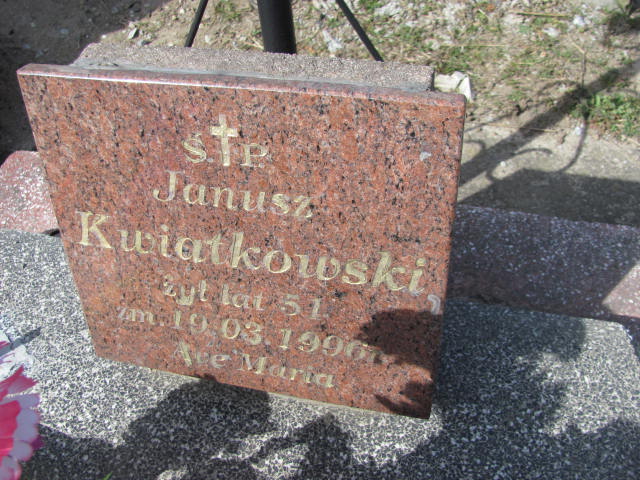 Ś. P.
Janusz
Kwiatkowski
żył lat 51
zm. 19.03.1996r.
Ave Maria